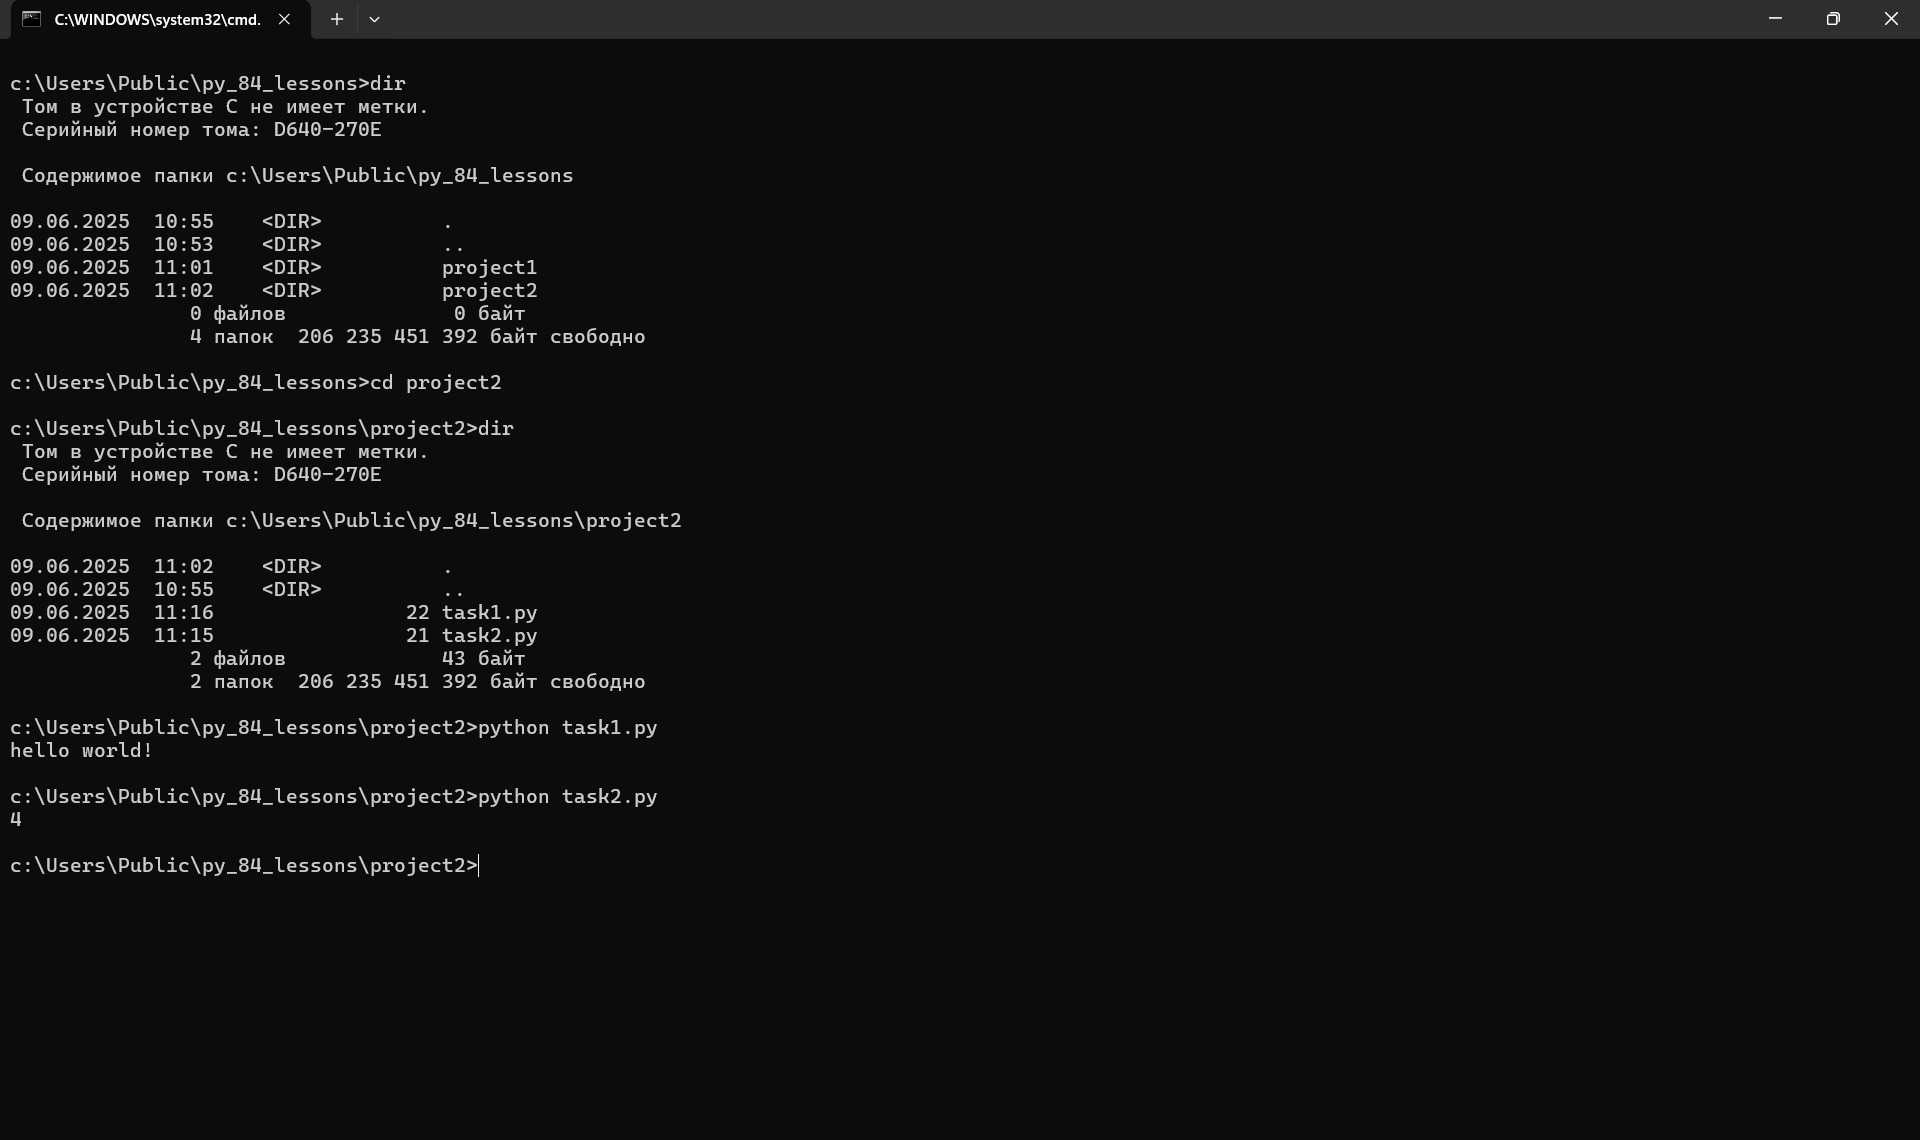 C:\WINDOWS\system32\cmd.
c:\Users\Public\py_84_lessons>dir
 Том в устройстве C не имеет метки.
 Серийный номер тома: D640-270E
 Содержимое папки c:\Users\Public\py_84_lessons
09.06.2025  10:55    <DIR>          .
09.06.2025  10:53    <DIR>          ..
09.06.2025  11:01    <DIR>          project1
09.06.2025  11:02    <DIR>          project2
               0 файлов              0 байт
               4 папок  206 235 451 392 байт свободно
c:\Users\Public\py_84_lessons>cd project2
c:\Users\Public\py_84_lessons\project2>dir
 Том в устройстве C не имеет метки.
 Серийный номер тома: D640-270E
 Содержимое папки c:\Users\Public\py_84_lessons\project2
09.06.2025  11:02    <DIR>          .
09.06.2025  10:55    <DIR>          ..
09.06.2025  11:16                22 task1.py
09.06.2025  11:15                21 task2.py
               2 файлов             43 байт
               2 папок  206 235 451 392 байт свободно
c:\Users\Public\py_84_lessons\project2>python task1.py
hello world!
c:\Users\Public\py_84_lessons\project2>python task2.py
4
c:\Users\Public\py_84_lessons\project2>